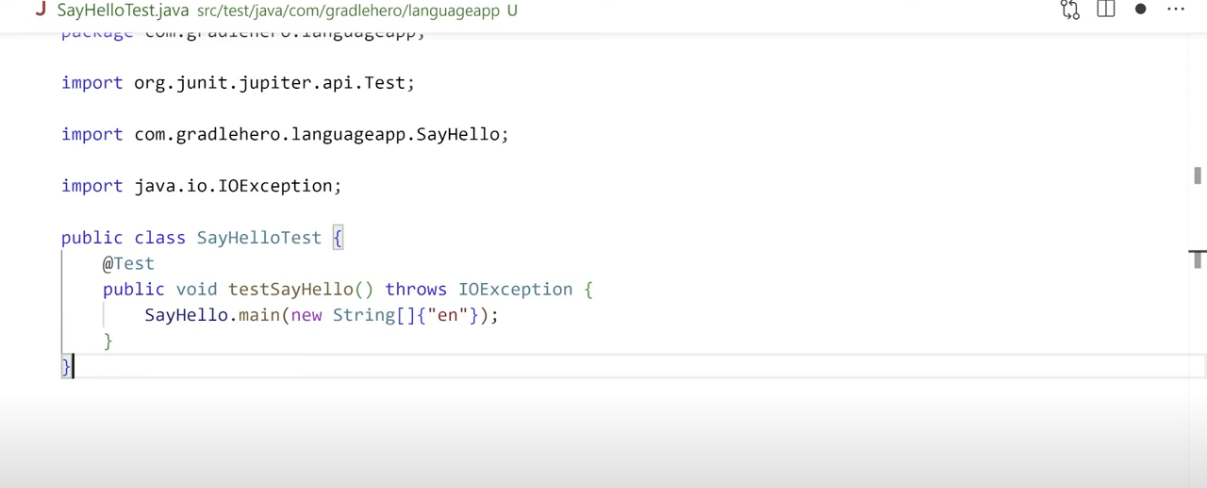 SayHelloTest.java src/test/java/com/gradlehero/languageapp U
package com.gradlehero.languageapp;
import org.junit.jupiter.api.Test;
import com.gradlehero.languageapp.SayHello;
import java.io.IOException;
public class SayHelloTest {
@Test
public void testSayHello() throws IOException {
SayHello.main(new String[]{"en"});
}
}